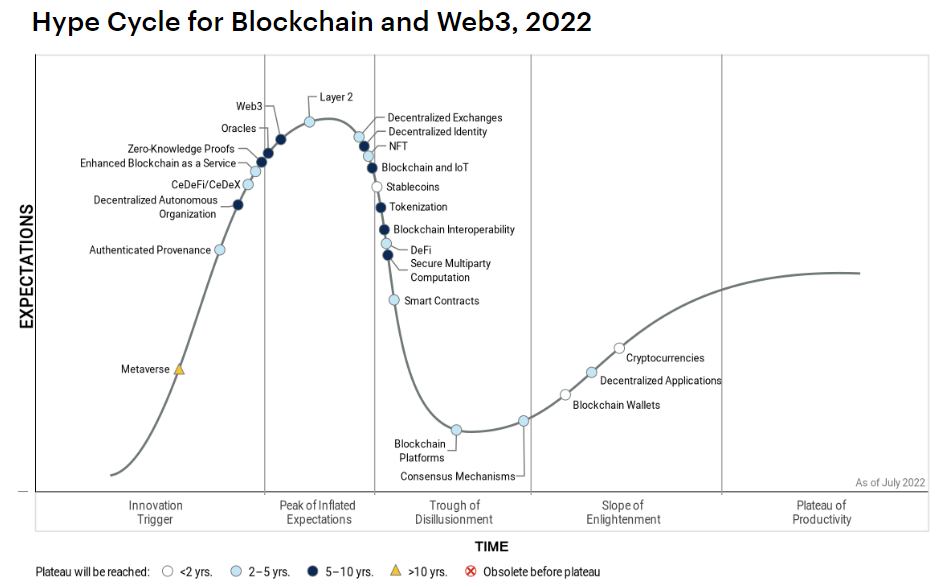 Hype Cycle for Blockchain and Web3, 2022
EXPECTATIONS
Layer 2
Web3
Oracles
Zero-Knowledge Proofs
Enhanced Blockchain as a Service
CeDeFi/CeDeX
Decentralized Autonomous
Organization
Authenticated Provenance
Metaverse
Decentralized Exchanges
Decentralized Identity
NFT
Blockchain and IoT
Stablecoins
Tokenization
Blockchain Interoperability
DeFi
Secure Multiparty
Computation
Smart Contracts
Cryptocurrencies
Decentralized Applications
Blockchain Wallets
Blockchain
Platforms
Consensus Mechanisms
As of July 2022
Innovation
Trigger
Peak of Inflated
Expectations
Trough of
Disillusionment
Slope of
Enlightenment
Plateau of
Productivity
TIME
Plateau will be reached: <2 yrs. 2–5 yrs. 5–10 yrs. >10 yrs. Obsolete before plateau